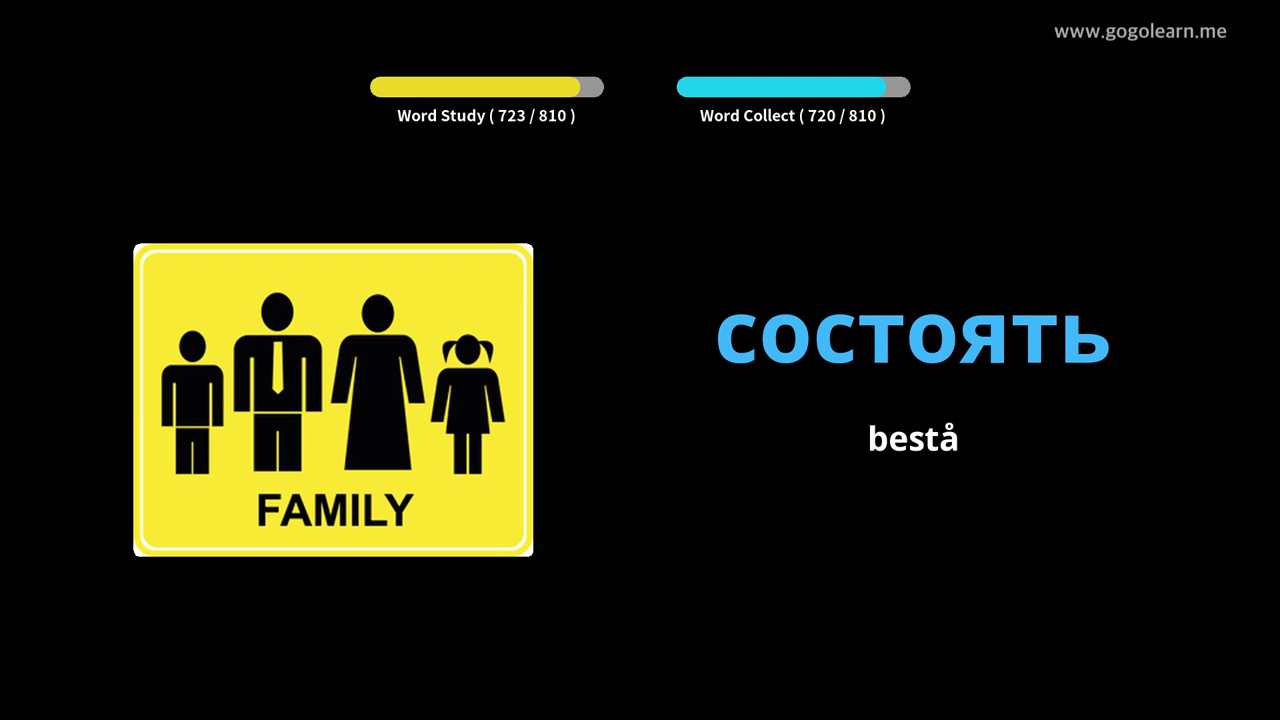 www.gogolearn.me
Word Study ( 723 / 810 )
Word Collect ( 720 / 810 )
FAMILY
состоять
bestå